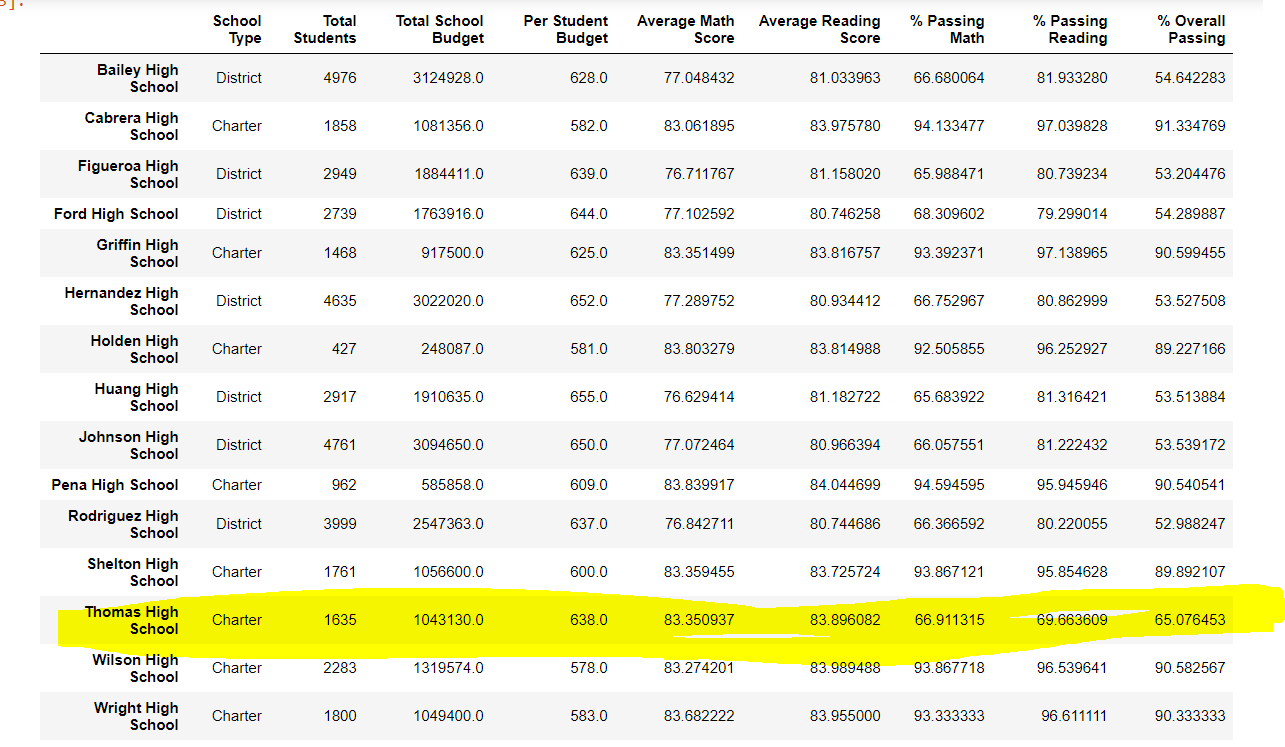 3]:
School Type Total Students Total School Budget Per Student Budget Average Math Score Average Reading Score % Passing Math % Passing Reading % Overall Passing
Bailey High School District 4976 3124928.0 628.0 77.048432 81.033963 66.680064 81.933280 54.642283
Cabrera High School Charter 1858 1081356.0 582.0 83.061895 83.975780 94.133477 97.039828 91.334769
Figueroa High School District 2949 1884411.0 639.0 76.711767 81.158020 65.988471 80.739234 53.204476
Ford High School District 2739 1763916.0 644.0 77.102592 80.746258 68.309602 79.299014 54.289887
Griffin High School Charter 1468 917500.0 625.0 83.351499 83.816757 93.392371 97.138965 90.599455
Hernandez High School District 4635 3022020.0 652.0 77.289752 80.934412 66.752967 80.862999 53.527508
Holden High School Charter 427 248087.0 581.0 83.803279 83.814988 92.505855 96.252927 89.227166
Huang High School District 2917 1910635.0 655.0 76.629414 81.182722 65.683922 81.316421 53.513884
Johnson High School District 4761 3094650.0 650.0 77.072464 80.966394 66.057551 81.222432 53.539172
Pena High School Charter 962 585858.0 609.0 83.839917 84.044699 94.594595 95.945946 90.540541
Rodriguez High School District 3999 2547363.0 637.0 76.842711 80.744686 66.366592 80.220055 52.988247
Shelton High School Charter 1761 1056600.0 600.0 83.359455 83.725724 93.867121 95.854628 89.892107
Thomas High School Charter 1635 1043130.0 638.0 83.350937 83.896082 66.911315 69.663609 65.076453
Wilson High School Charter 2283 1319574.0 578.0 83.274201 83.989488 93.867718 96.539641 90.582567
Wright High School Charter 1800 1049400.0 583.0 83.682222 83.955000 93.333333 96.611111 90.333333